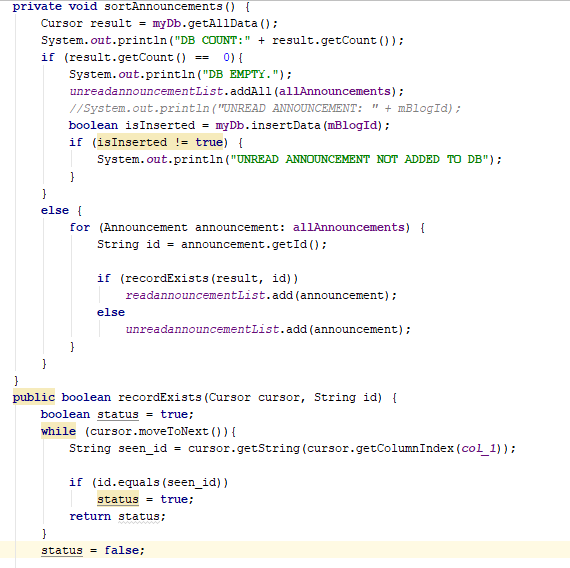 private void sortAnnouncements() {
    Cursor result = myDb.getAllData();
    System.out.println("DB COUNT:" + result.getCount());
    if (result.getCount() ==  0){
        System.out.println("DB EMPTY.");
        unreadannouncementList.addAll(allAnnouncements);
        //System.out.println("UNREAD ANNOUNCEMENT: " + mBlogId);
        boolean isInserted = myDb.insertData(mBlogId);
        if (isInserted != true) {
            System.out.println("UNREAD ANNOUNCEMENT NOT ADDED TO DB");
        }
    }
    else {
        for (Announcement announcement: allAnnouncements) {
            String id = announcement.getId();

            if (recordExists(result, id))
                readannouncementList.add(announcement);
            else
                unreadannouncementList.add(announcement);
        }
    }
}
public boolean recordExists(Cursor cursor, String id) {
    boolean status = true;
    while (cursor.moveToNext()){
        String seen_id = cursor.getString(cursor.getColumnIndex(col_1));

        if (id.equals(seen_id))
            status = true;
        return status;
    }
    status = false;